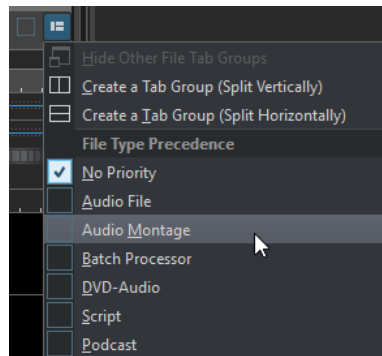 Hide Other File Tab Groups
Create a Tab Group (Split Vertically)
Create a Tab Group (Split Horizontally)
File Type Precedence
No Priority
Audio File
Audio Montage
Batch Processor
DVD-Audio
Script
Podcast